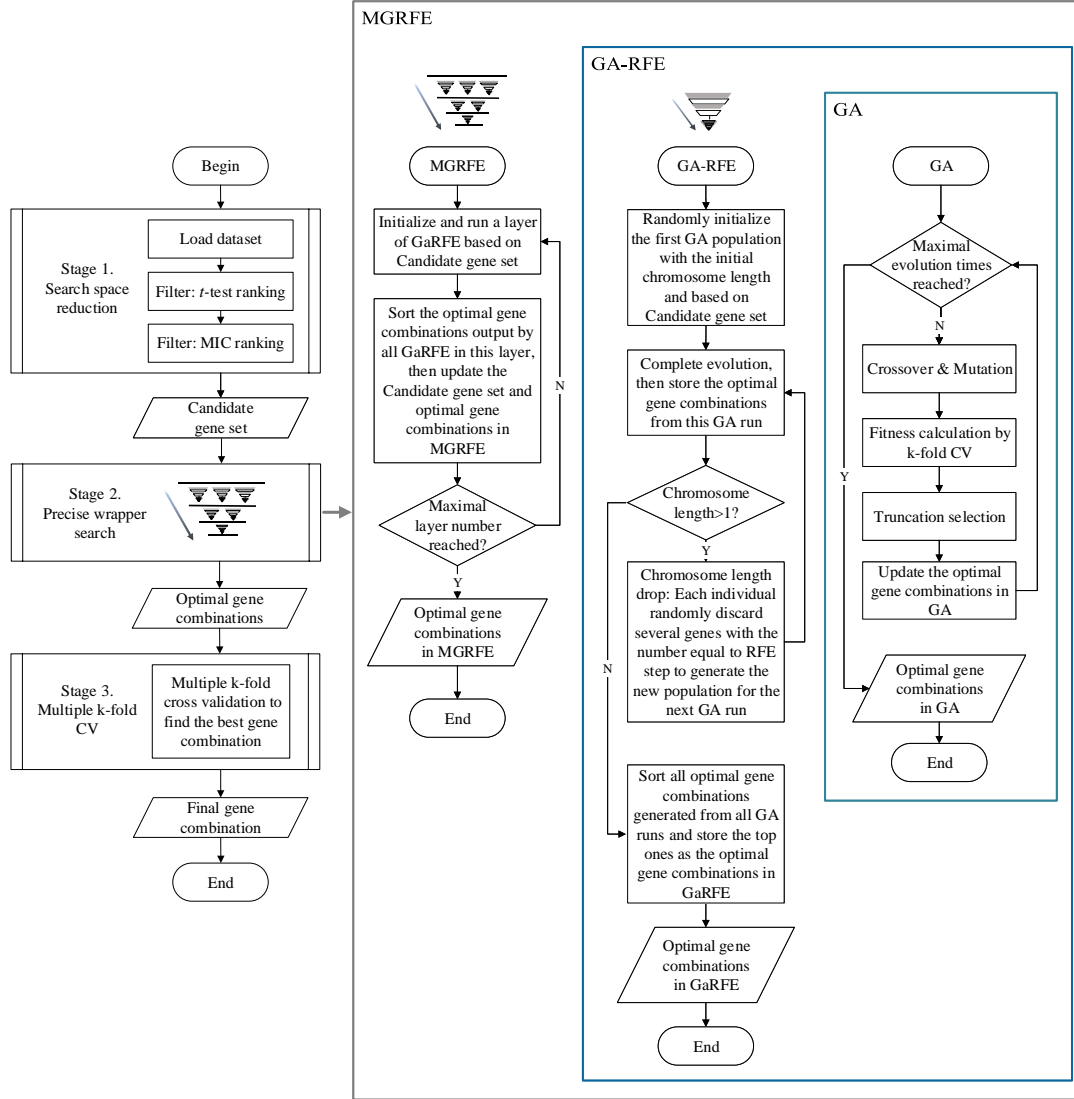 Begin
Stage 1.
Search space
reduction
Load dataset
Filter: t-test ranking
Filter: MIC ranking
Candidate
gene set
Stage 2.
Precise wrapper
search
Optimal gene
combinations
Stage 3.
Multiple k-fold
CV
Multiple k-fold
cross validation to
find the best gene
combination
Final gene
combination
End
MGRFE
MGRFE
Initialize and run a layer
of GaRFE based on
Candidate gene set
Sort the optimal gene
combinations output by
all GaRFE in this layer,
then update the
Candidate gene set and
optimal gene
combinations in
MGRFE
N
Maximal
layer number
reached?
Y
Optimal gene
combinations
in MGRFE
End
GA-RFE
GA-RFE
Randomly initialize
the first GA population
with the initial
chromosome length
and based on
Candidate gene set
Complete evolution,
then store the optimal
gene combinations
from this GA run
Chromosome
length>1?
Y
N
Chromosome length
drop: Each individual
randomly discard
several genes with the
number equal to RFE
step to generate the
new population for the
next GA run
Sort all optimal gene
combinations
generated from all GA
runs and store the top
ones as the optimal
gene combinations in
GaRFE
Optimal gene
combinations
in GaRFE
End
GA
GA
Maximal
evolution times
reached?
N
Y
Crossover & Mutation
Fitness calculation by
k-fold CV
Truncation selection
Update the optimal
gene combinations in
GA
Optimal gene
combinations
in GA
End